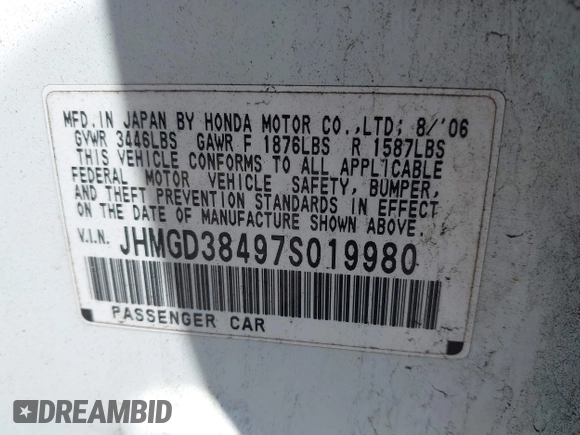 MFD. IN JAPAN BY HONDA MOTOR CO.,LTD; 8/'06
GVWR 3446LBS GAWR F 1876LBS R 1587LBS
THIS VEHICLE CONFORMS TO ALL APPLICABLE
FEDERAL MOTOR VEHICLE SAFETY, BUMPER,
AND THEFT PREVENTION STANDARDS IN EFFECT
ON THE DATE OF MANUFACTURE SHOWN ABOVE.
V.I.N. JHMGD38497S019980
PASSENGER CAR
DREAMBID